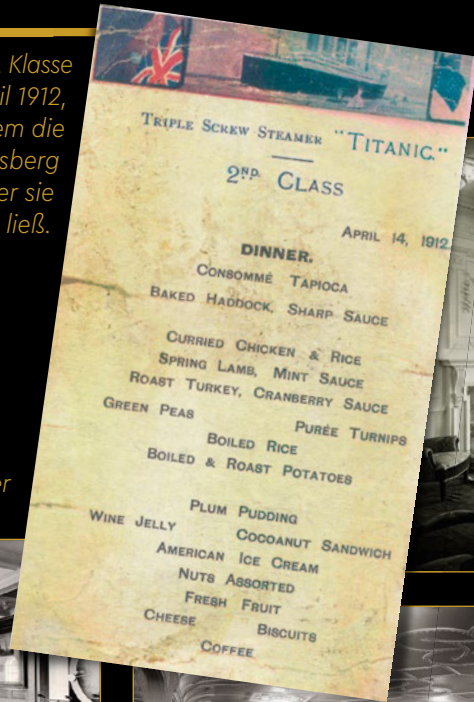 Klasse
il 1912,
em die
sberg
er sie
ließ.
er
TRIPLE SCREW STEAMER "TITANIC."
2ND CLASS
APRIL 14, 1912.
DINNER.
CONSOMMÉ TAPIOCA
BAKED HADDOCK, SHARP SAUCE
CURRIED CHICKEN & RICE
SPRING LAMB, MINT SAUCE
ROAST TURKEY, CRANBERRY SAUCE
GREEN PEAS PURÉE TURNIPS
BOILED RICE
BOILED & ROAST POTATOES
PLUM PUDDING
WINE JELLY COCOANUT SANDWICH
AMERICAN ICE CREAM
NUTS ASSORTED
FRESH FRUIT
CHEESE BISCUITS
COFFEE